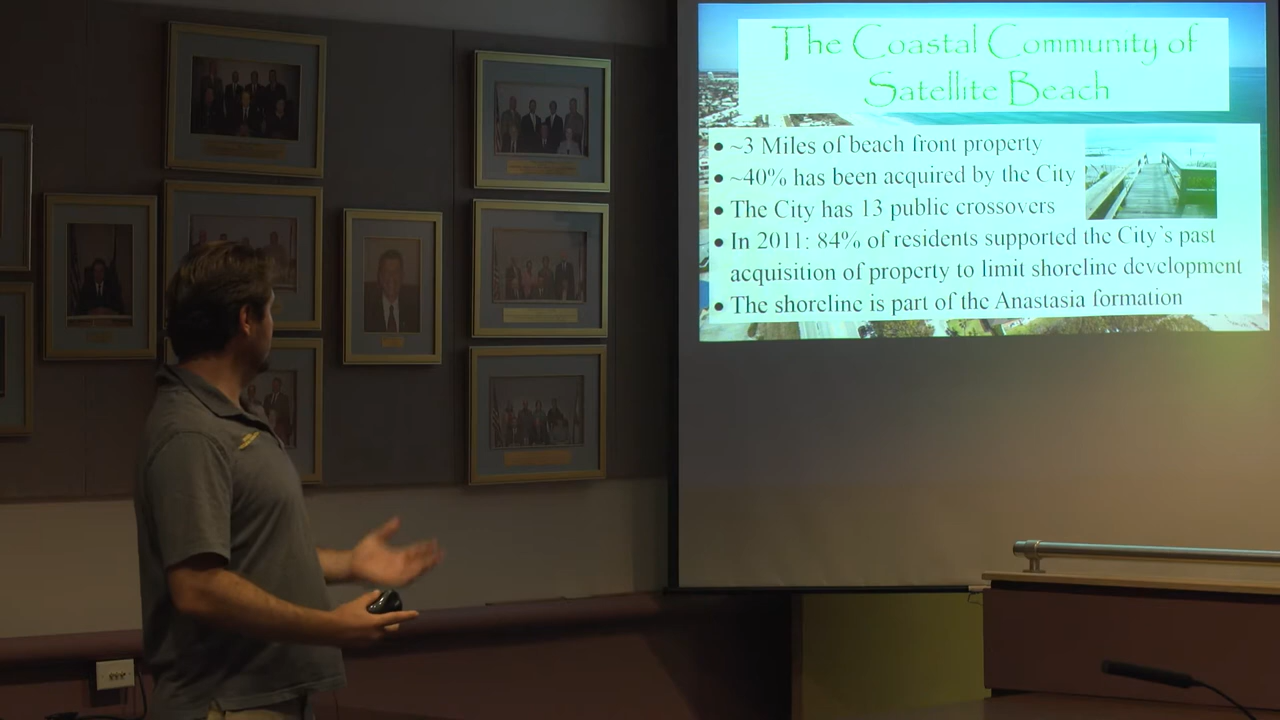 The Coastal Community of
Satellite Beach
• ~3 Miles of beach front property
• ~40% has been acquired by the City
• The City has 13 public crossovers
• In 2011: 84% of residents supported the City's past
acquisition of property to limit shoreline development
• The shoreline is part of the Anastasia formation